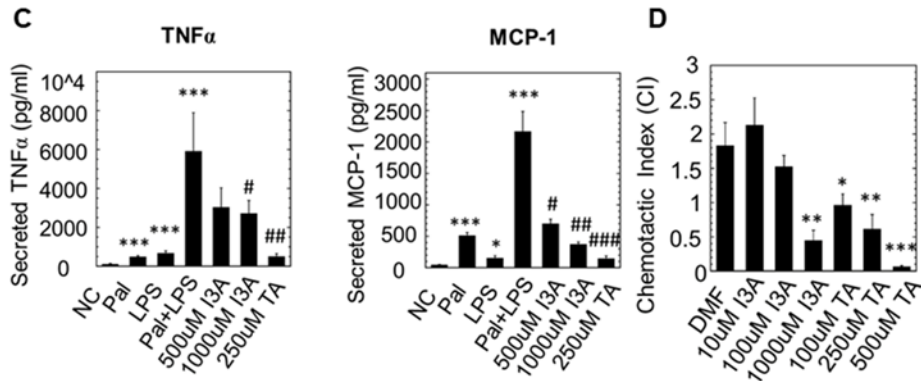 C
TNFα
Secreted TNFα (pg/ml)
10^4
8000
6000
4000
2000
0
***
***
***
#
##
NC
Pal
LPS
Pal+LPS
500uM I3A
1000uM I3A
250uM TA
MCP-1
Secreted MCP-1 (pg/ml)
3000
2500
2000
1500
1000
500
0
***
*
***
#
##
###
NC
Pal
LPS
Pal+LPS
500uM I3A
1000uM I3A
250uM TA
D
Chemotactic Index (CI)
3
2.5
2
1.5
1
0.5
0
**
*
**
***
DMF
10uM I3A
100uM I3A
1000uM I3A
100uM TA
250uM TA
500uM TA